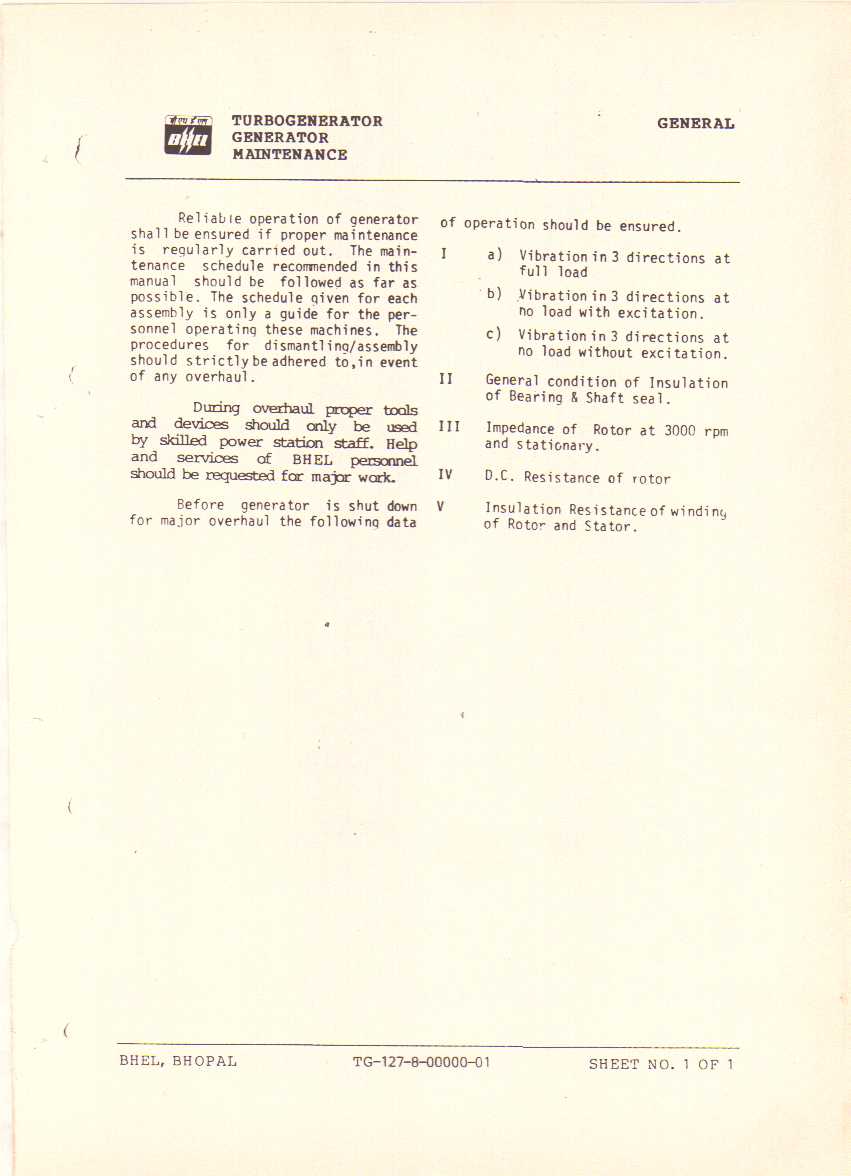 बी एच ई एल
BHEL
TURBOGENERATOR
GENERATOR
MAINTENANCE
GENERAL
Reliable operation of generator
shall be ensured if proper maintenance
is regularly carried out. The main-
tenance schedule recommended in this
manual should be followed as far as
possible. The schedule given for each
assembly is only a guide for the per-
sonnel operating these machines. The
procedures for dismantling/assembly
should strictly be adhered to, in event
of any overhaul.
During overhaul proper tools
and devices should only be used
by skilled power station staff. Help
and services of BHEL personnel
should be requested for major work.
Before generator is shut down
for major overhaul the following data
of operation should be ensured.
I a) Vibration in 3 directions at
full load
b) Vibration in 3 directions at
no load with excitation.
c) Vibration in 3 directions at
no load without excitation.
II General condition of Insulation
of Bearing & Shaft seal.
III Impedance of Rotor at 3000 rpm
and stationary.
IV D.C. Resistance of rotor
V Insulation Resistance of winding
of Rotor and Stator.
BHEL, BHOPAL
TG-127-8-00000-01
SHEET NO. 1 OF 1